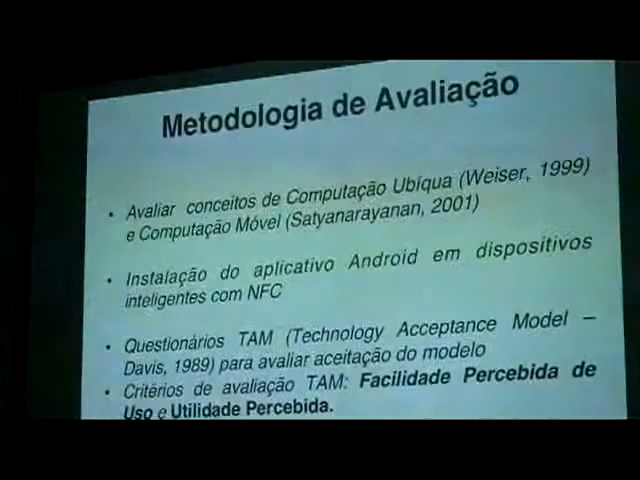 Metodologia de Avaliação
• Avaliar conceitos de Computação Ubíqua (Weiser, 1999)
e Computação Móvel (Satyanarayanan, 2001)
• Instalação do aplicativo Android em dispositivos
inteligentes com NFC
• Questionários TAM (Technology Acceptance Model –
Davis, 1989) para avaliar aceitação do modelo
• Critérios de avaliação TAM: Facilidade Percebida de
Uso e Utilidade Percebida.